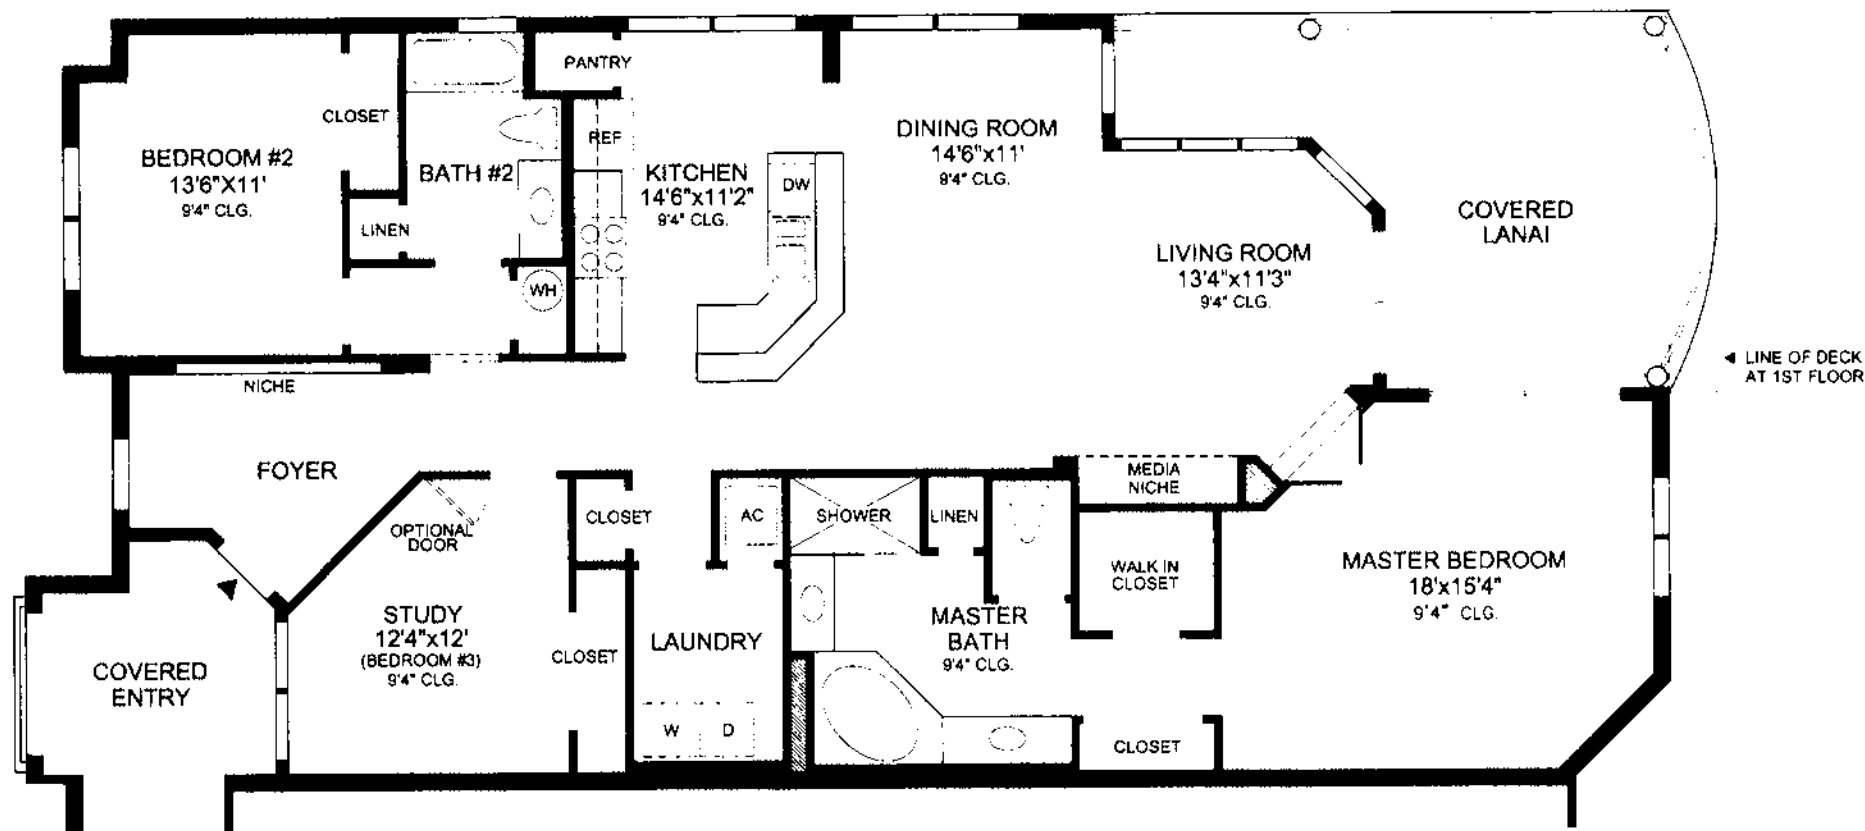 PANTRY
CLOSET
BEDROOM #2
13'6"X11'
9'4" CLG.
BATH #2
LINEN
WH
REF
KITCHEN
14'6"x11'2"
9'4" CLG.
DW
DINING ROOM
14'6"x11'
9'4" CLG.
LIVING ROOM
13'4"x11'3"
9'4" CLG.
COVERED
LANAI
LINE OF DECK
AT 1ST FLOOR
NICHE
FOYER
OPTIONAL
DOOR
CLOSET
AC
SHOWER
LINEN
MEDIA
NICHE
WALK IN
CLOSET
MASTER BEDROOM
18'x15'4"
9'4" CLG.
COVERED
ENTRY
STUDY
12'4"x12'
(BEDROOM #3)
9'4" CLG.
CLOSET
LAUNDRY
W
D
MASTER
BATH
9'4" CLG.
CLOSET